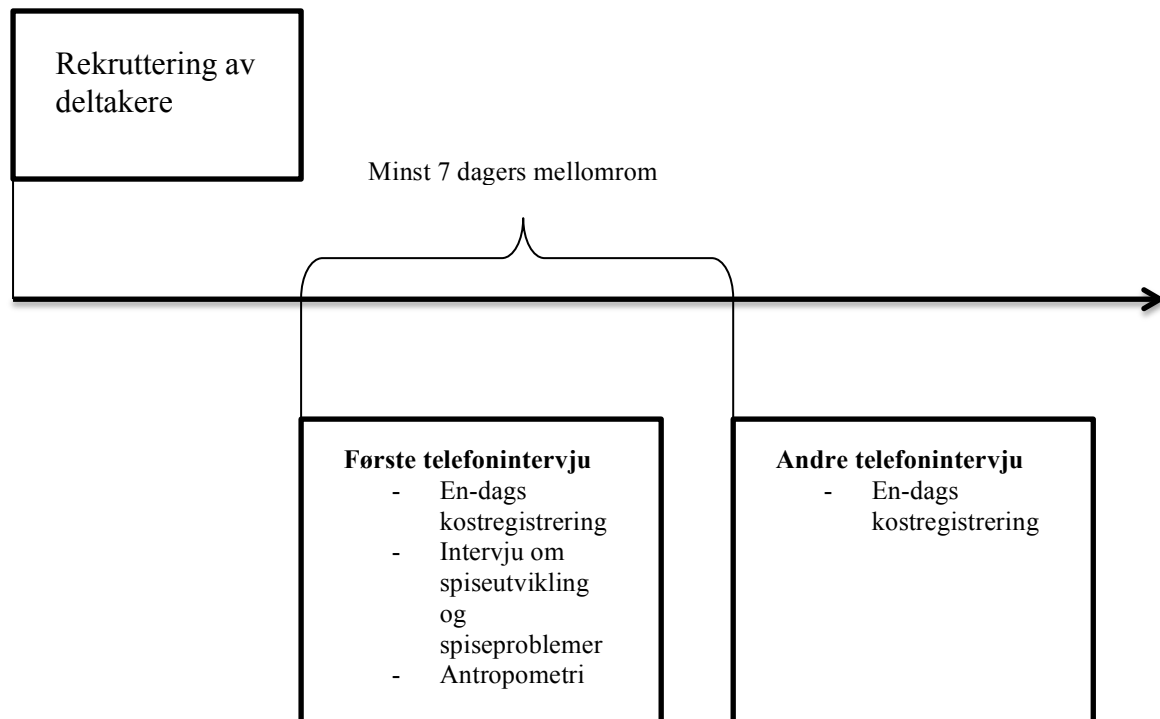 Rekruttering av
deltakere
Minst 7 dagers mellomrom
Første telefonintervju
- En-dags
kostregistrering
- Intervju om
spiseutvikling
og
spiseproblemer
- Antropometri
Andre telefonintervju
- En-dags
kostregistrering